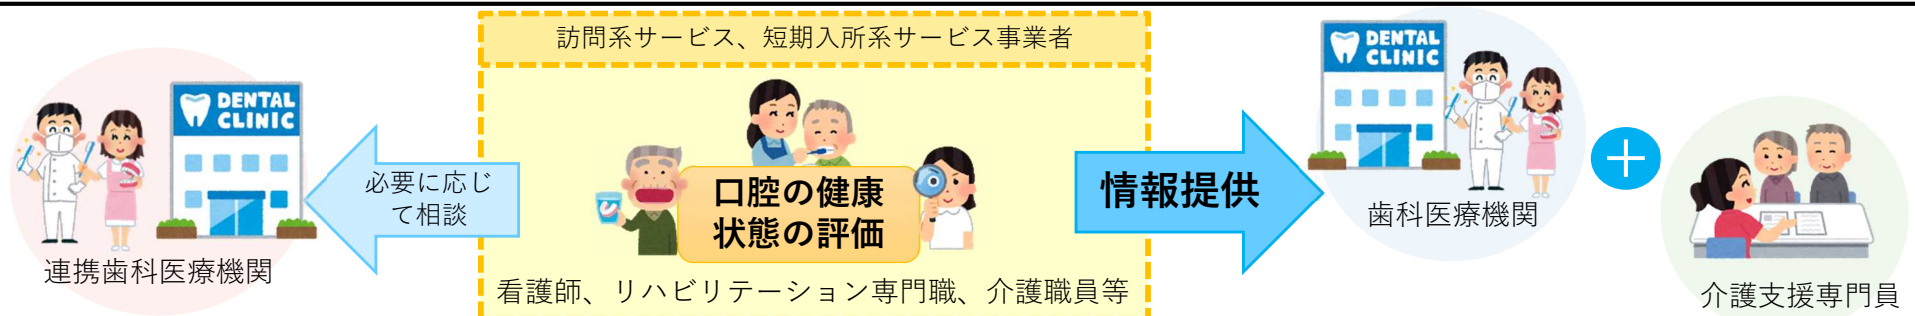 訪問系サービス、短期入所系サービス事業者
DENTAL
CLINIC
必要に応じ
て相談
連携歯科医療機関
口腔の健康
状態の評価
看護師、リハビリテーション専門職、介護職員等
情報提供
DENTAL
CLINIC
歯科医療機関
+
介護支援専門員